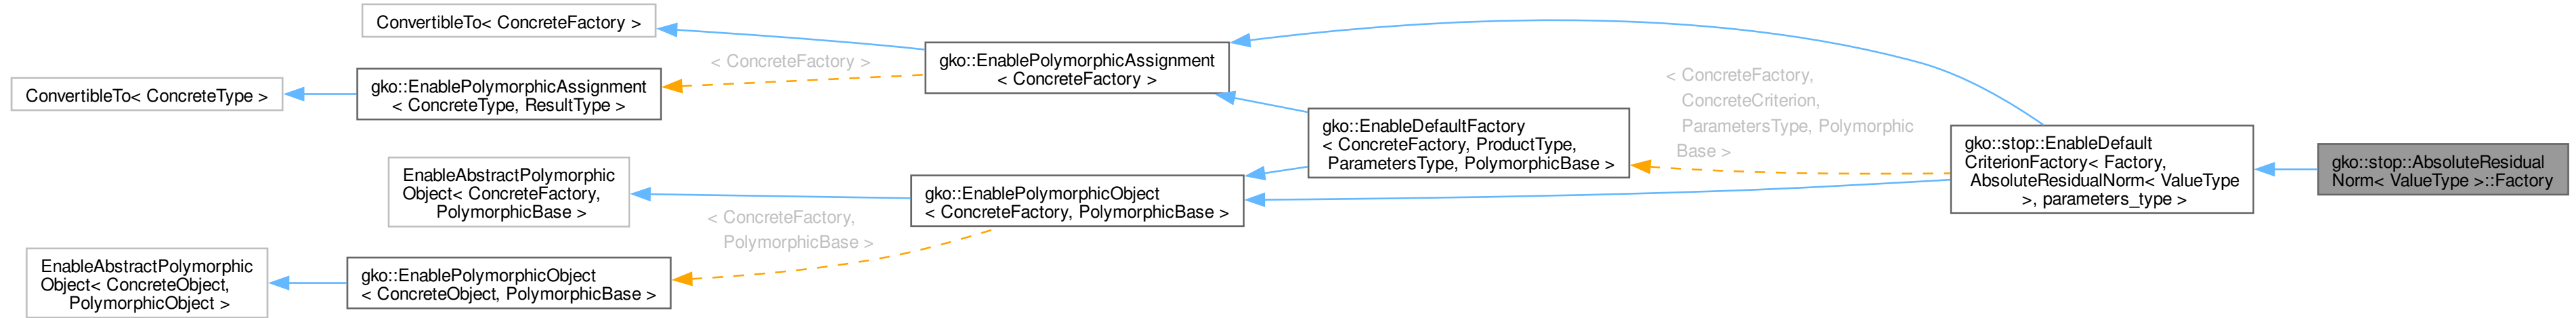 ConvertibleTo< ConcreteFactory >
ConvertibleTo< ConcreteType >
gko::EnablePolymorphicAssignment
< ConcreteType, ResultType >
< ConcreteFactory >
gko::EnablePolymorphicAssignment
< ConcreteFactory >
EnableAbstractPolymorphic
Object< ConcreteFactory,
PolymorphicBase >
EnableAbstractPolymorphic
Object< ConcreteObject,
PolymorphicObject >
gko::EnablePolymorphicObject
< ConcreteObject, PolymorphicBase >
< ConcreteFactory,
PolymorphicBase >
gko::EnablePolymorphicObject
< ConcreteFactory, PolymorphicBase >
gko::EnableDefaultFactory
< ConcreteFactory, ProductType,
ParametersType, PolymorphicBase >
< ConcreteFactory,
ConcreteCriterion,
ParametersType, Polymorphic
Base >
gko::stop::EnableDefault
CriterionFactory< Factory,
AbsoluteResidualNorm< ValueType
>, parameters_type >
gko::stop::AbsoluteResidual
Norm< ValueType >::Factory